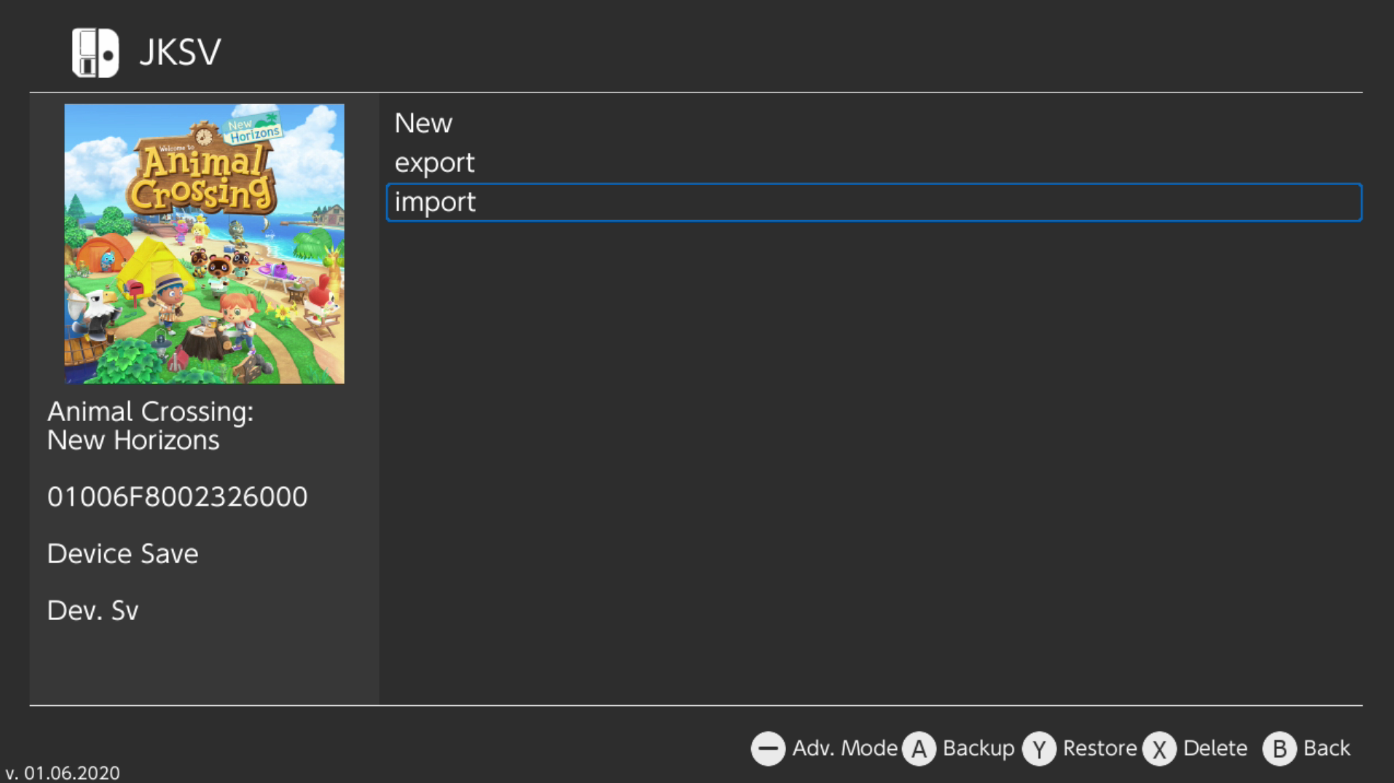 JKSV
New
Horizons
Welcome to
Animal
Crossing
New
export
import
Animal Crossing:
New Horizons
01006F8002326000
Device Save
Dev. Sv
Adv. Mode A Backup Y Restore X Delete B Back
v. 01.06.2020